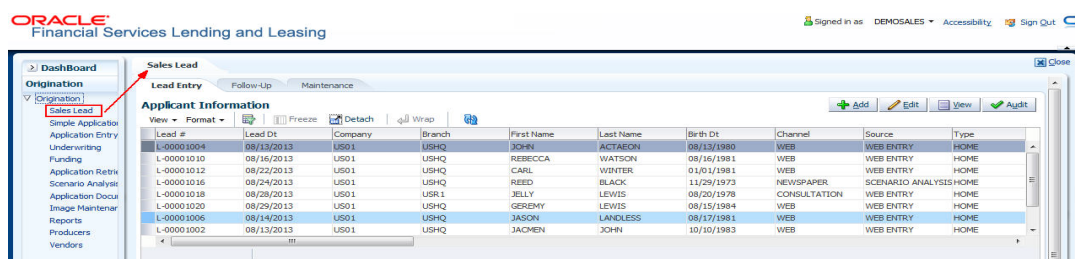 ORACLE
Financial Services Lending and Leasing
Signed in as DEMOSALES Accessibility Sign Out
Close
DashBoard
Origination
Origination
Sales Lead
Simple Application
Application Entry
Underwriting
Funding
Application Retrie
Scenario Analysis
Application Docur
Image Maintenan
Reports
Producers
Vendors
Sales Lead
Lead Entry Follow-Up Maintenance
Applicant Information
Add Edit View Audit
View Format Freeze Detach Wrap
Lead # Lead Dt Company Branch First Name Last Name Birth Dt Channel Source Type
L-00001004 08/13/2013 US01 USHQ JOHN ACTAEON 08/13/1980 WEB WEB ENTRY HOME
L-00001010 08/16/2013 US01 USHQ REBECCA WATSON 08/16/1981 WEB WEB ENTRY HOME
L-00001012 08/22/2013 US01 USHQ CAR WINTER 01/01/1981 WEB WEB ENTRY HOME
L-00001016 08/24/2013 US01 USHQ REED BLACK 11/29/1973 NEWSPAPER SCENARIO ANALYSIS HOME
L-00001018 08/28/2013 US01 USR1 JELLY LEWIS 08/20/1978 CONSULTATION WEB ENTRY HOME
L-00001020 08/29/2013 US01 USHQ GEREMY LEWIS 08/15/1984 WEB WEB ENTRY HOME
L-00001006 08/14/2013 US01 USHQ JASON LANDLESS 08/17/1981 WEB WEB ENTRY HOME
L-00001002 08/13/2013 US01 USHQ JACMEN JOHN 10/10/1983 WEB WEB ENTRY HOME